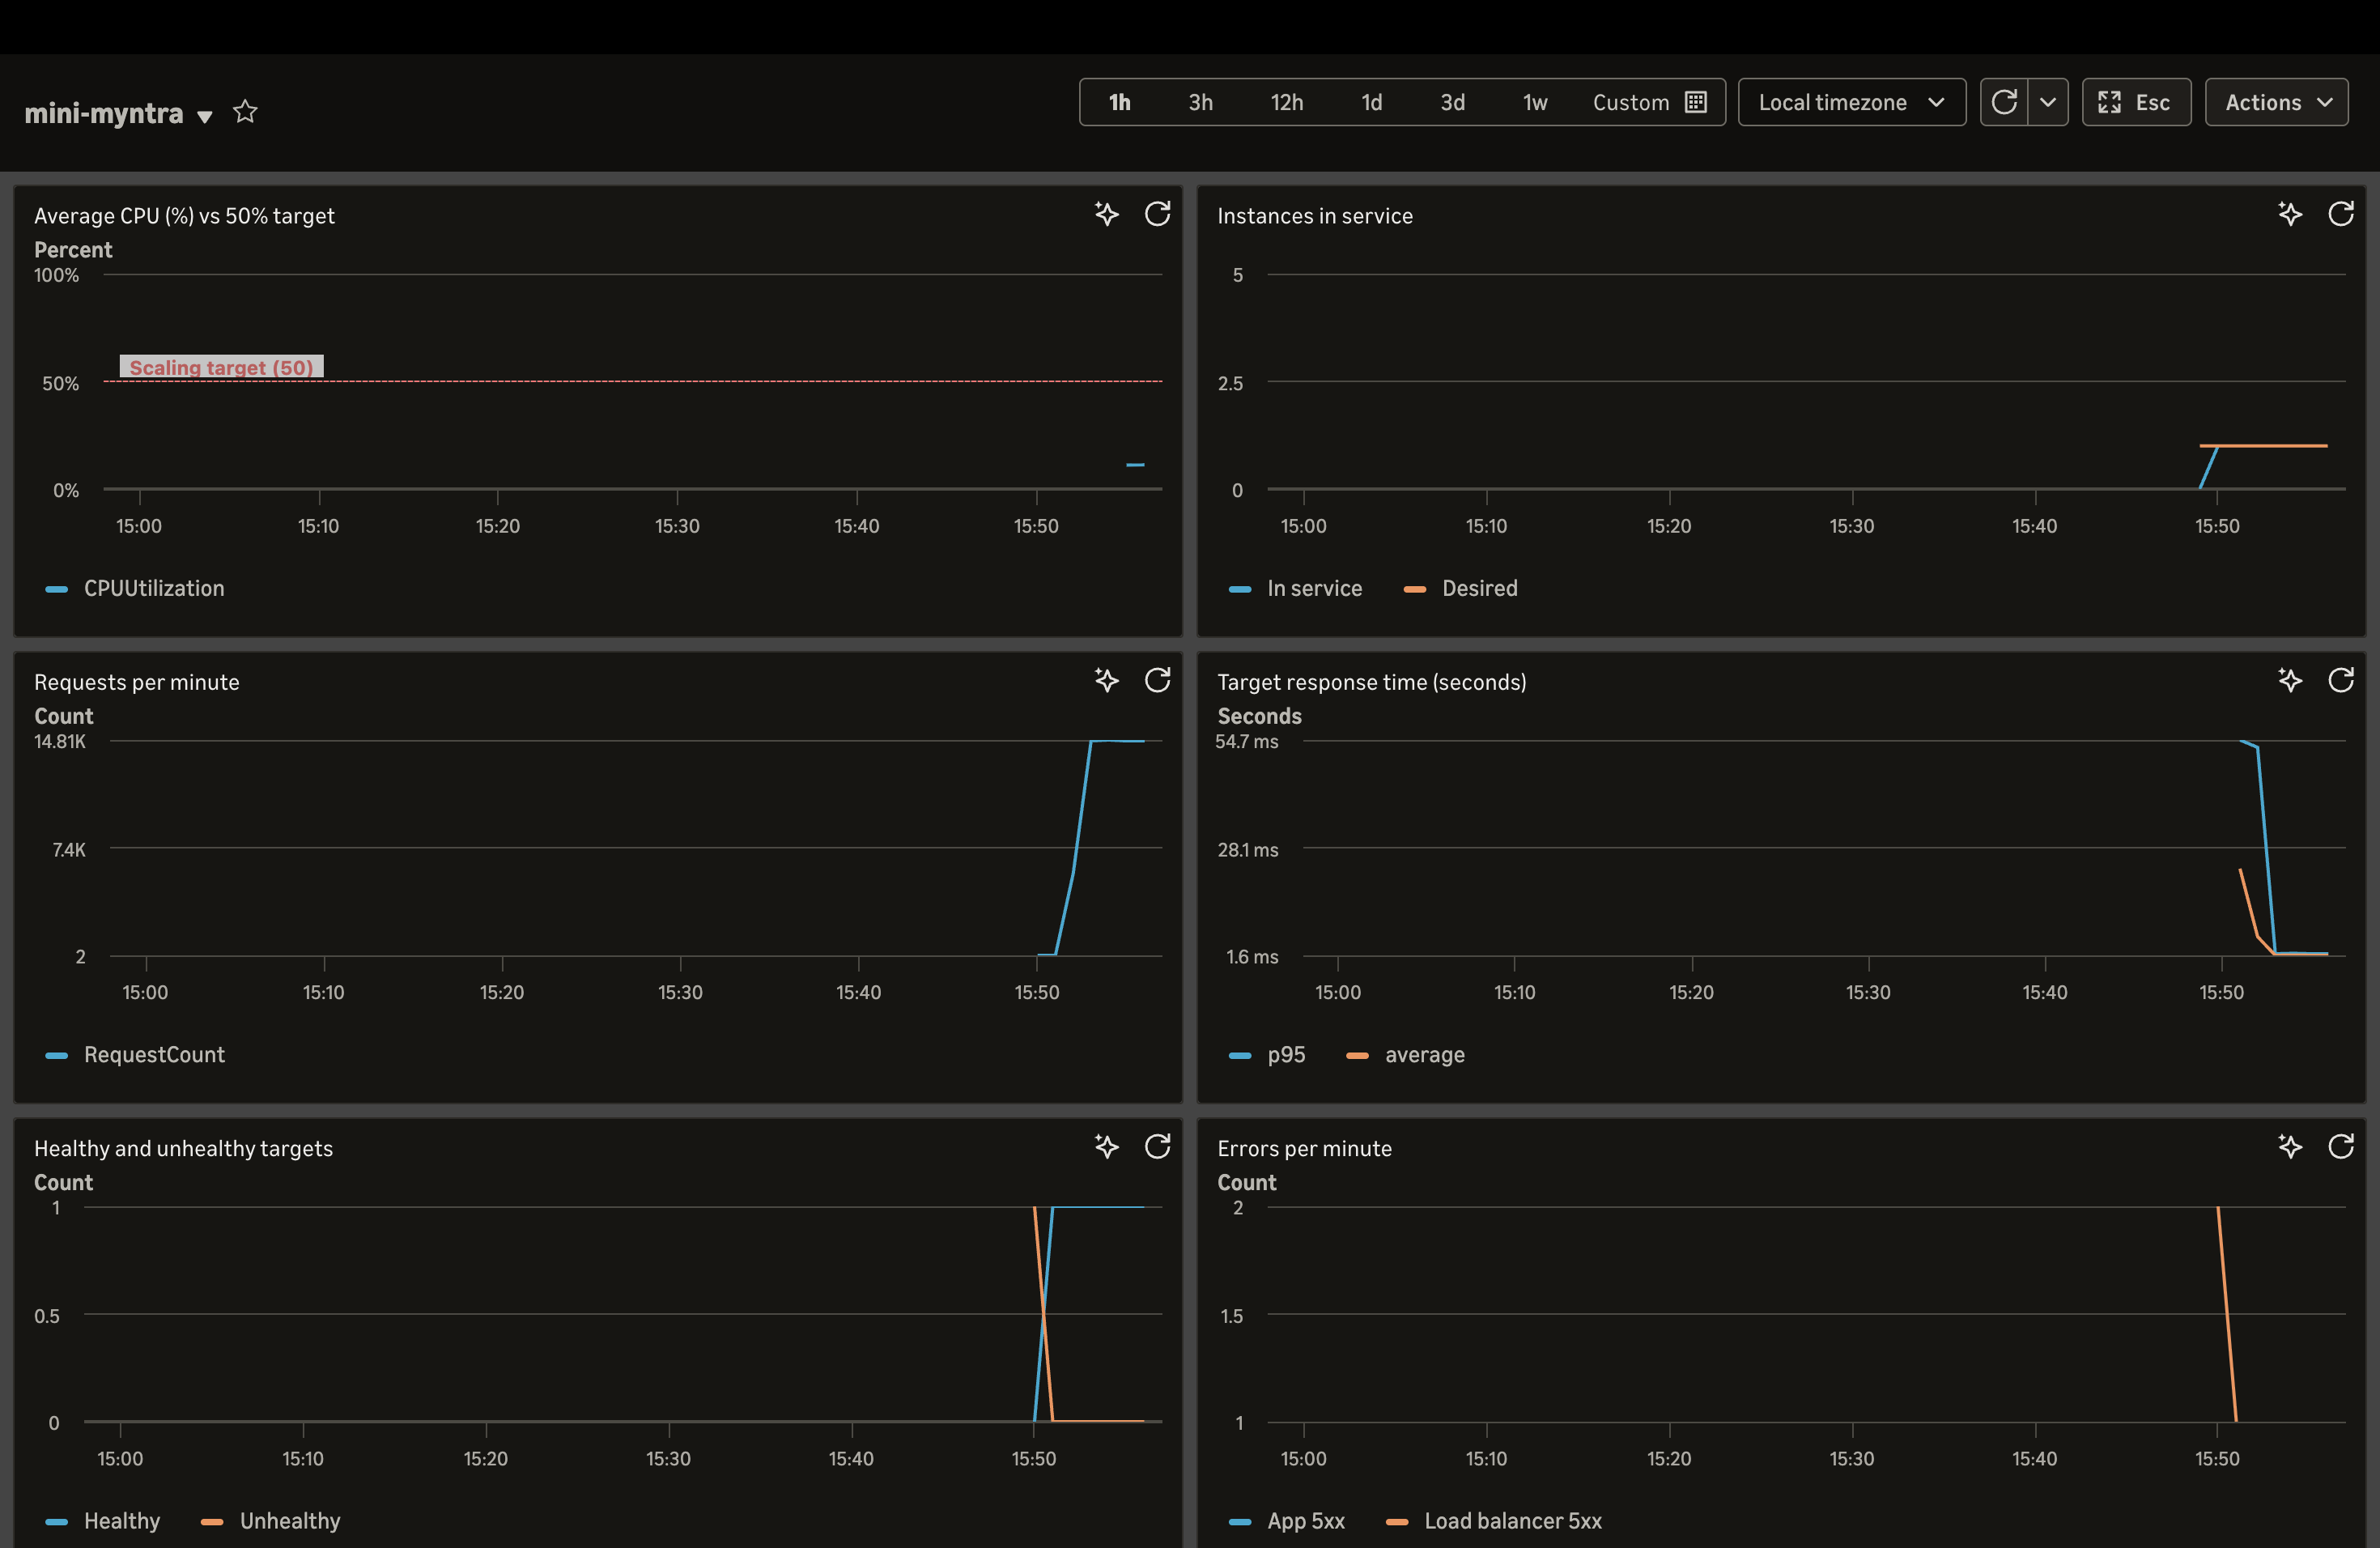 mini-myntra
1h 3h 12h 1d 3d 1w Custom Local timezone Esc Actions
Average CPU (%) vs 50% target
Percent
100%
Scaling target (50)
50%
0%
15:00 15:10 15:20 15:30 15:40 15:50
CPUUtilization
Instances in service
5
2.5
0
15:00 15:10 15:20 15:30 15:40 15:50
In service Desired
Requests per minute
Count
14.81K
7.4K
2
15:00 15:10 15:20 15:30 15:40 15:50
RequestCount
Target response time (seconds)
Seconds
54.7 ms
28.1 ms
1.6 ms
15:00 15:10 15:20 15:30 15:40 15:50
p95 average
Healthy and unhealthy targets
Count
1
0.5
0
15:00 15:10 15:20 15:30 15:40 15:50
Healthy Unhealthy
Errors per minute
Count
2
1.5
1
15:00 15:10 15:20 15:30 15:40 15:50
App 5xx Load balancer 5xx